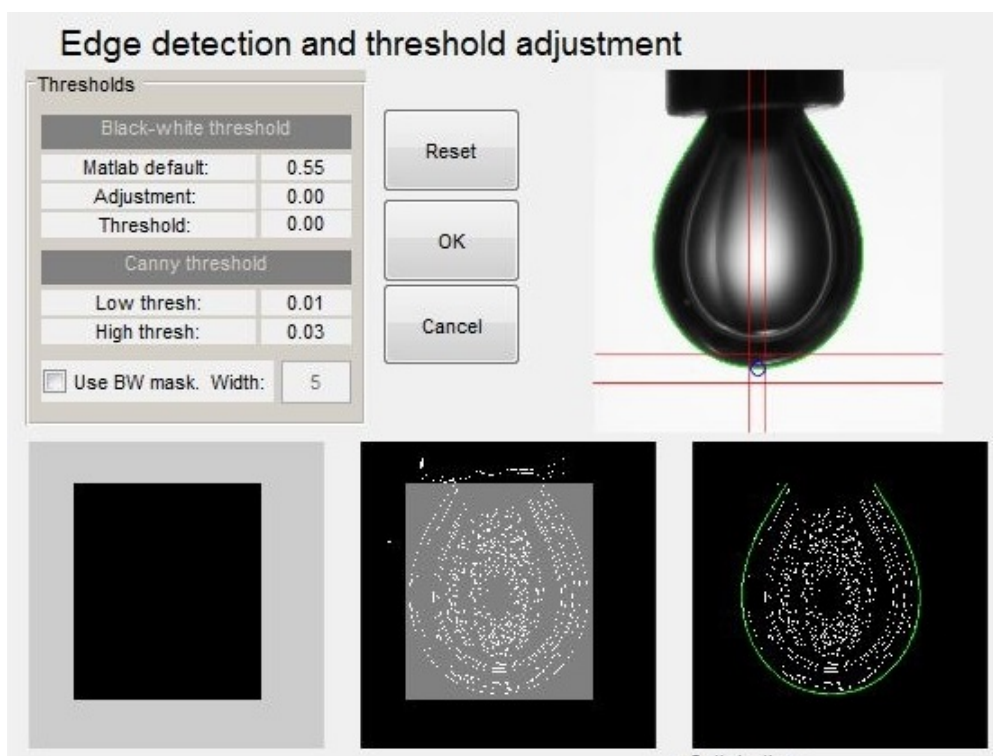 Edge detection and threshold adjustment
Thresholds
Black-white threshold
Matlab default: 0.55
Adjustment: 0.00
Threshold: 0.00
Canny threshold
Low thresh: 0.01
High thresh: 0.03
Use BW mask. Width: 5
Reset
OK
Cancel